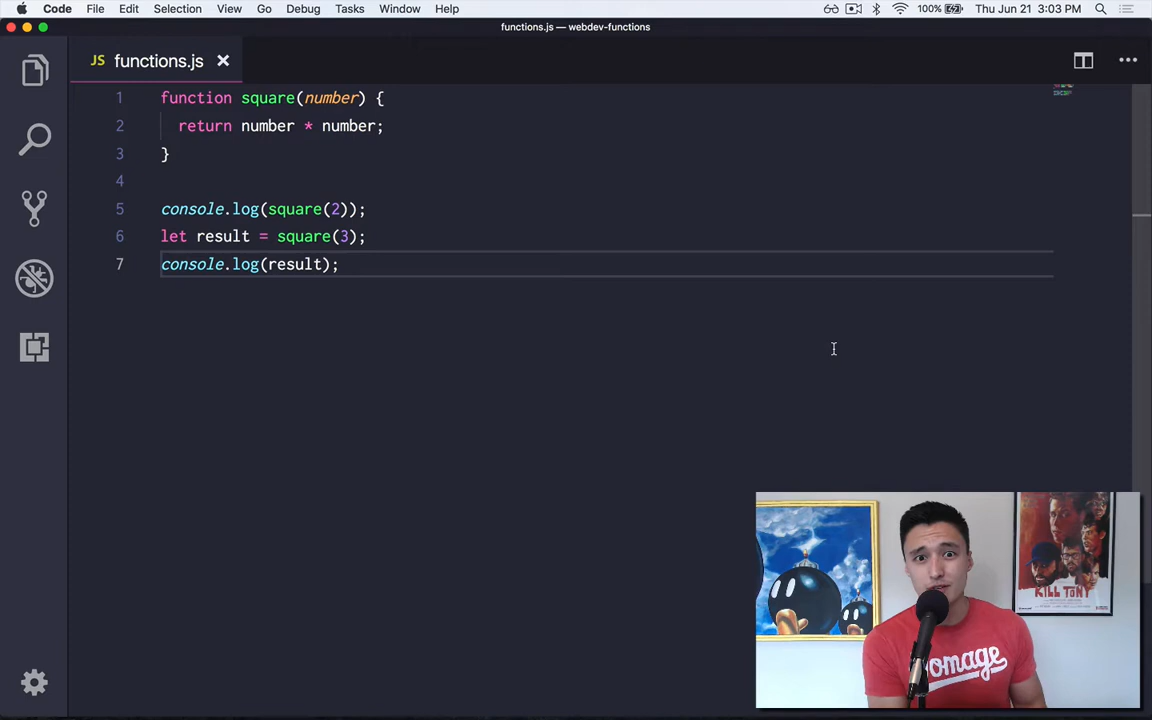 Code File Edit Selection View Go Debug Tasks Window Help 100% Thu Jun 21 3:03 PM
functions.js — webdev-functions
JS functions.js
1 function square(number) {
2 return number * number;
3 }
4
5 console.log(square(2));
6 let result = square(3);
7 console.log(result);
KILL TONY
omage